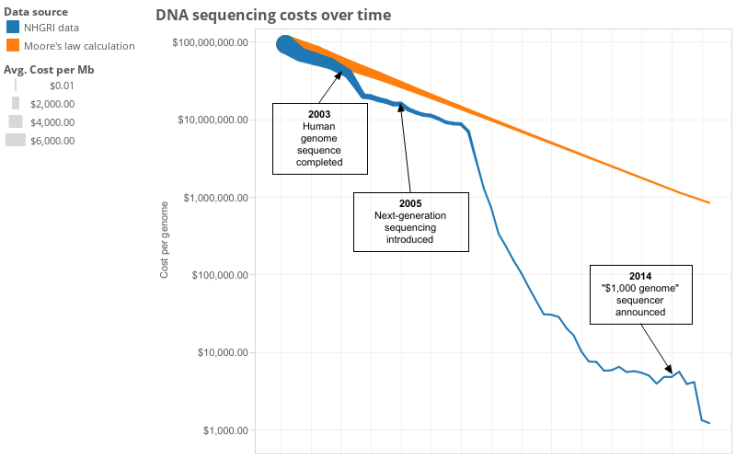 Data source
NHGRI data
Moore's law calculation
Avg. Cost per Mb
$0.01
$2,000.00
$4,000.00
$6,000.00
DNA sequencing costs over time
Cost per genome
$100,000,000.00
$10,000,000.00
$1,000,000.00
$100,000.00
$10,000.00
$1,000.00
2003
Human
genome
sequence
completed
2005
Next-generation
sequencing
introduced
2014
"$1,000 genome"
sequencer
announced